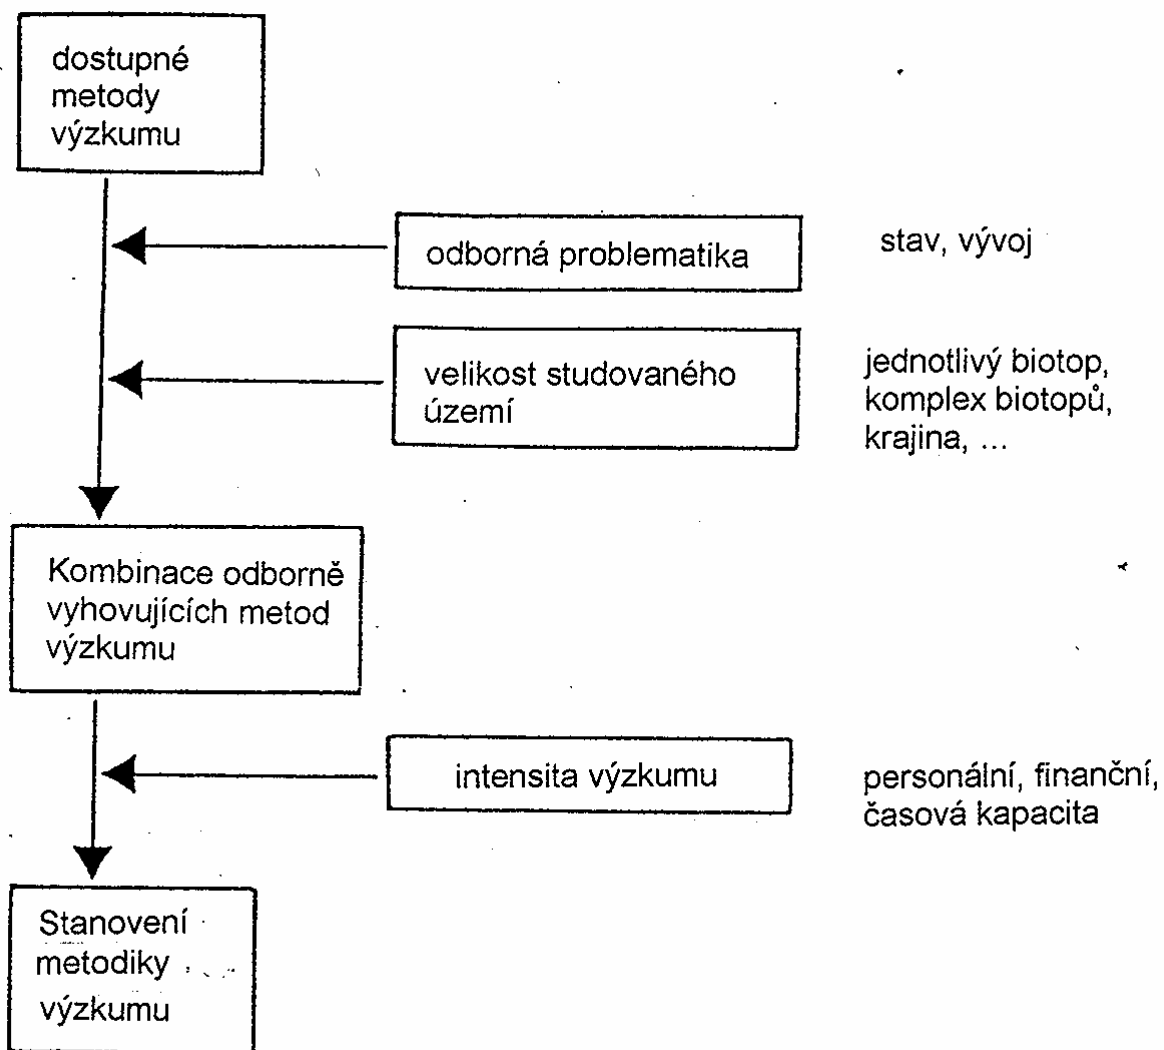 dostupné
metody
výzkumu
odborná problematika
stav, vývoj
velikost studovaného
území
jednotlivý biotop,
komplex biotopů,
krajina, ...
Kombinace odborně
vyhovujících metod
výzkumu
intensita výzkumu
personální, finanční,
časová kapacita
Stanovení
metodiky
výzkumu